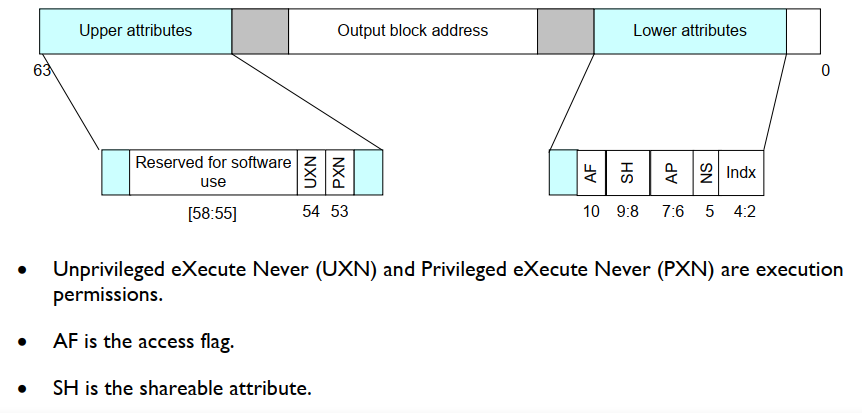 Upper attributes
Output block address
Lower attributes
63
0
Reserved for software
use
UXN
PXN
AF
SH
AP
NS
Indx
[58:55]
54
53
10
9:8
7:6
5
4:2
• Unprivileged eXecute Never (UXN) and Privileged eXecute Never (PXN) are execution
permissions.
• AF is the access flag.
• SH is the shareable attribute.